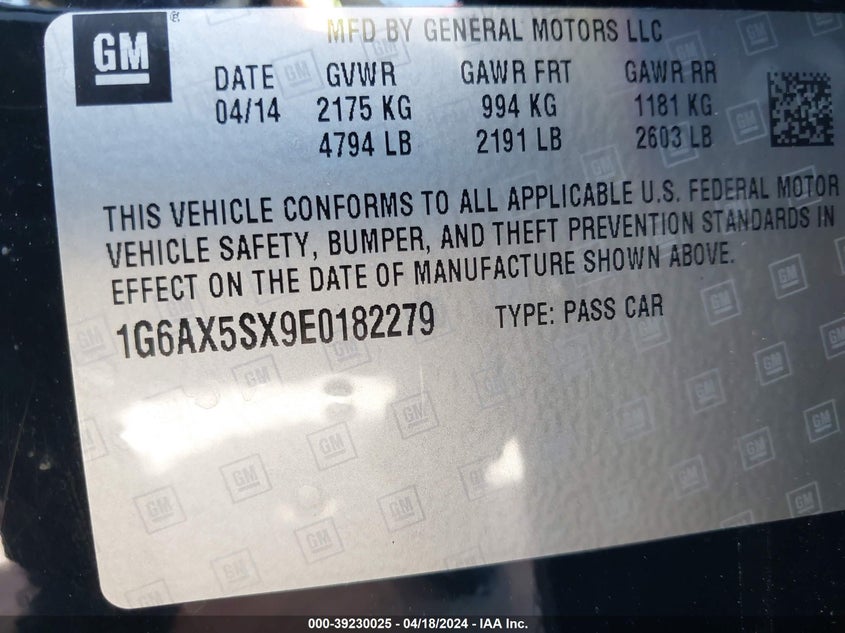 GM
MFD BY GENERAL MOTORS LLC
DATE GVWR GAWR FRT GAWR RR
04/14 2175 KG 994 KG 1181 KG
4794 LB 2191 LB 2603 LB
THIS VEHICLE CONFORMS TO ALL APPLICABLE U.S. FEDERAL MOTOR
VEHICLE SAFETY, BUMPER, AND THEFT PREVENTION STANDARDS IN
EFFECT ON THE DATE OF MANUFACTURE SHOWN ABOVE.
1G6AX5SX9E0182279 TYPE: PASS CAR
000-39230025 - 04/18/2024 - IAA Inc.